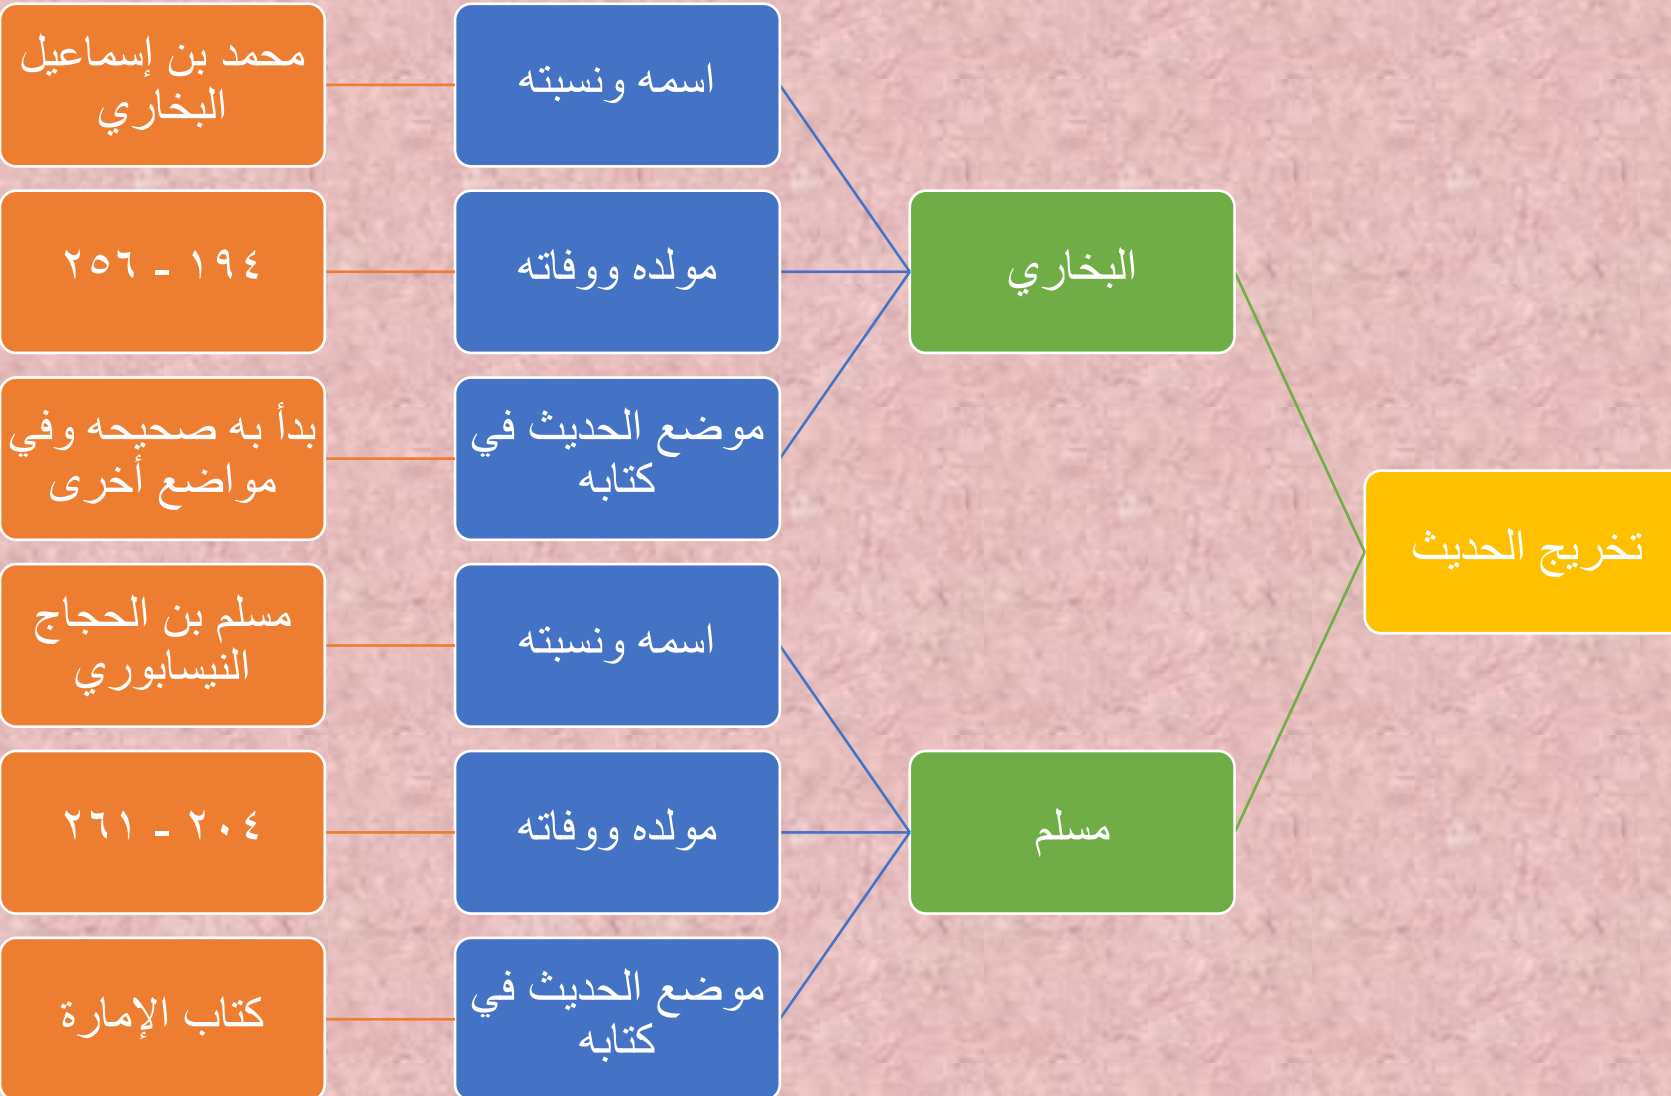 تخريج الحديث
البخاري
اسمه ونسبته
محمد بن إسماعيل
البخاري
مولده ووفاته
١٩٤ - ٢٥٦
موضع الحديث في
كتابه
بدأ به صحيحه وفي
مواضع أخرى
مسلم
اسمه ونسبته
مسلم بن الحجاج
النيسابوري
مولده ووفاته
٢٠٤ - ٢٦١
موضع الحديث في
كتابه
كتاب الإمارة